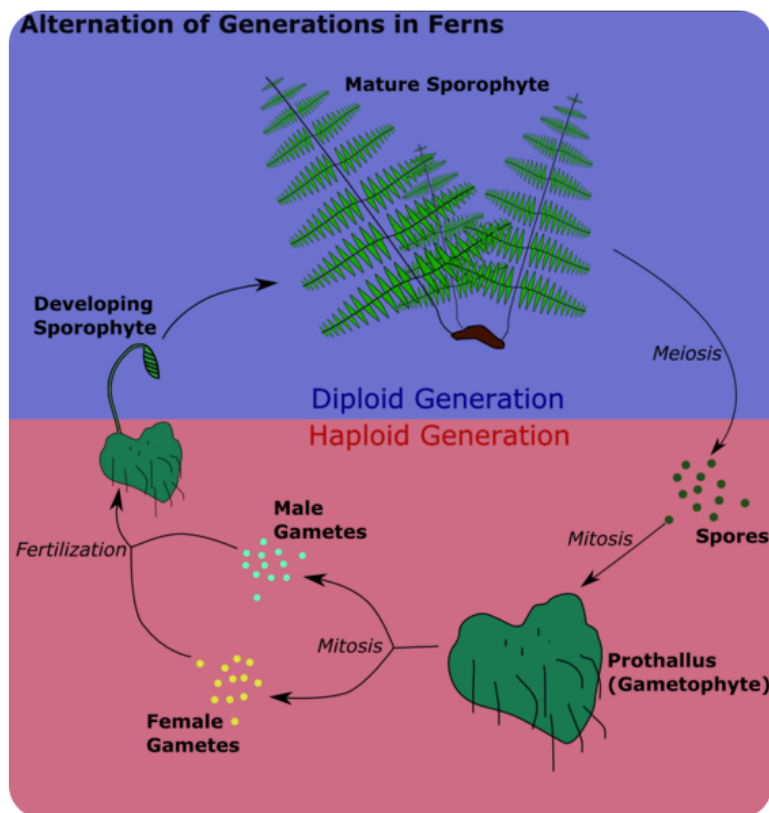 Alternation of Generations in Ferns
Mature Sporophyte
Developing
Sporophyte
Meiosis
Diploid Generation
Haploid Generation
Male
Gametes
Spores
Fertilization
Mitosis
Mitosis
Prothallus
(Gametophyte)
Female
Gametes